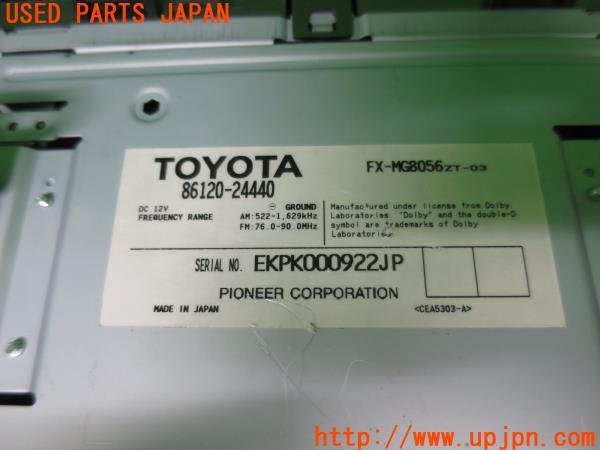 USED PARTS JAPAN
TOYOTA
86120-24440
FX-MG8056ZT-03
DC 12V ⊖ GROUND
FREQUENCY RANGE AM:522-1,629kHz
FM:76.0-90.0MHz
Manufactured under license from Dolby
Laboratories. "Dolby" and the double-D
symbol are trademarks of Dolby
Laboratories.
SERIAL NO. EKPK000922JP
PIONEER CORPORATION
MADE IN JAPAN
<CEA5303-A>
http://www.upjpn.com/